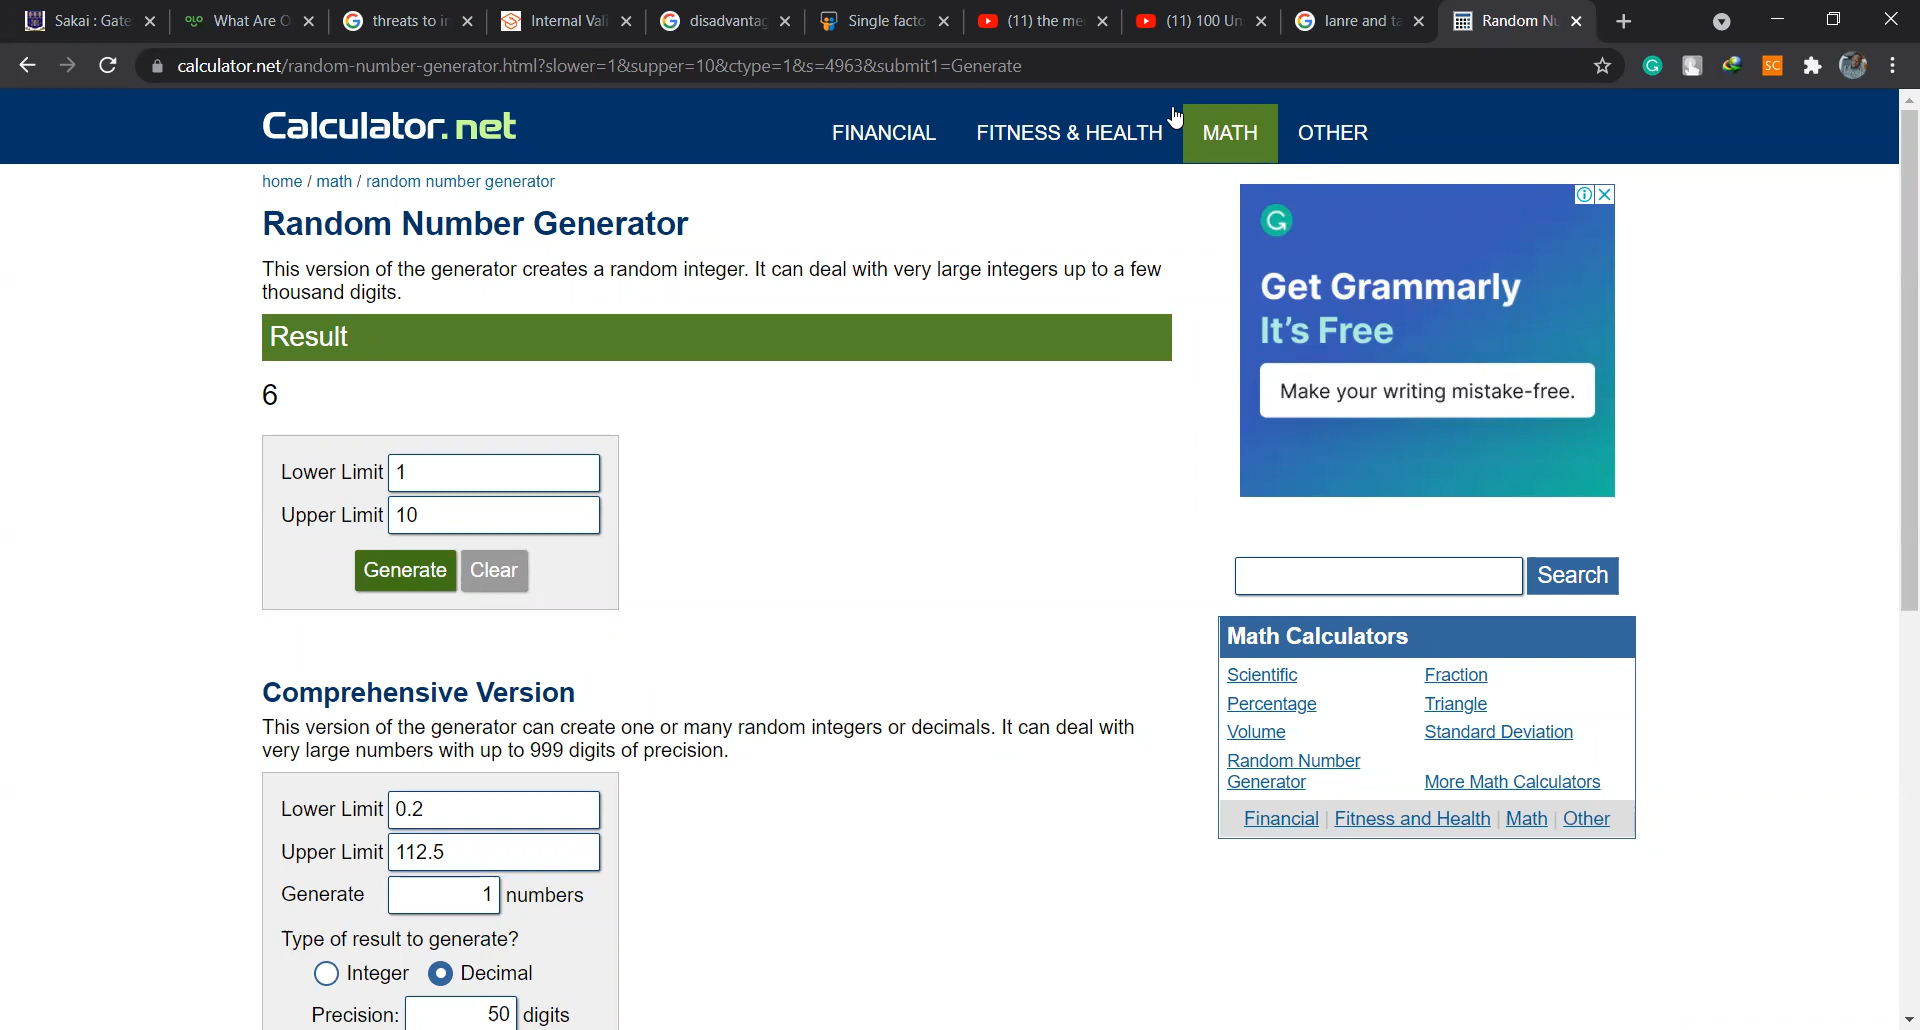 Sakai : Gate
What Are O
threats to in
Internal Vali
disadvantag
Single facto
(11) the me
(11) 100 Un
lanre and ta
Random Nu
calculator.net/random-number-generator.html?slower=1&supper=10&ctype=1&s=4963&submit1=Generate
SC
Calculator.net
FINANCIAL
FITNESS & HEALTH
MATH
OTHER
home / math / random number generator
Random Number Generator
This version of the generator creates a random integer. It can deal with very large integers up to a few
thousand digits.
Result
6
Lower Limit 1
Upper Limit 10
Generate Clear
Comprehensive Version
This version of the generator can create one or many random integers or decimals. It can deal with
very large numbers with up to 999 digits of precision.
Lower Limit 0.2
Upper Limit 112.5
Generate 1 numbers
Type of result to generate?
Integer Decimal
Precision: 50 digits
Get Grammarly
It's Free
Make your writing mistake-free.
Search
Math Calculators
Scientific Fraction
Percentage Triangle
Volume Standard Deviation
Random Number
Generator More Math Calculators
Financial | Fitness and Health | Math | Other